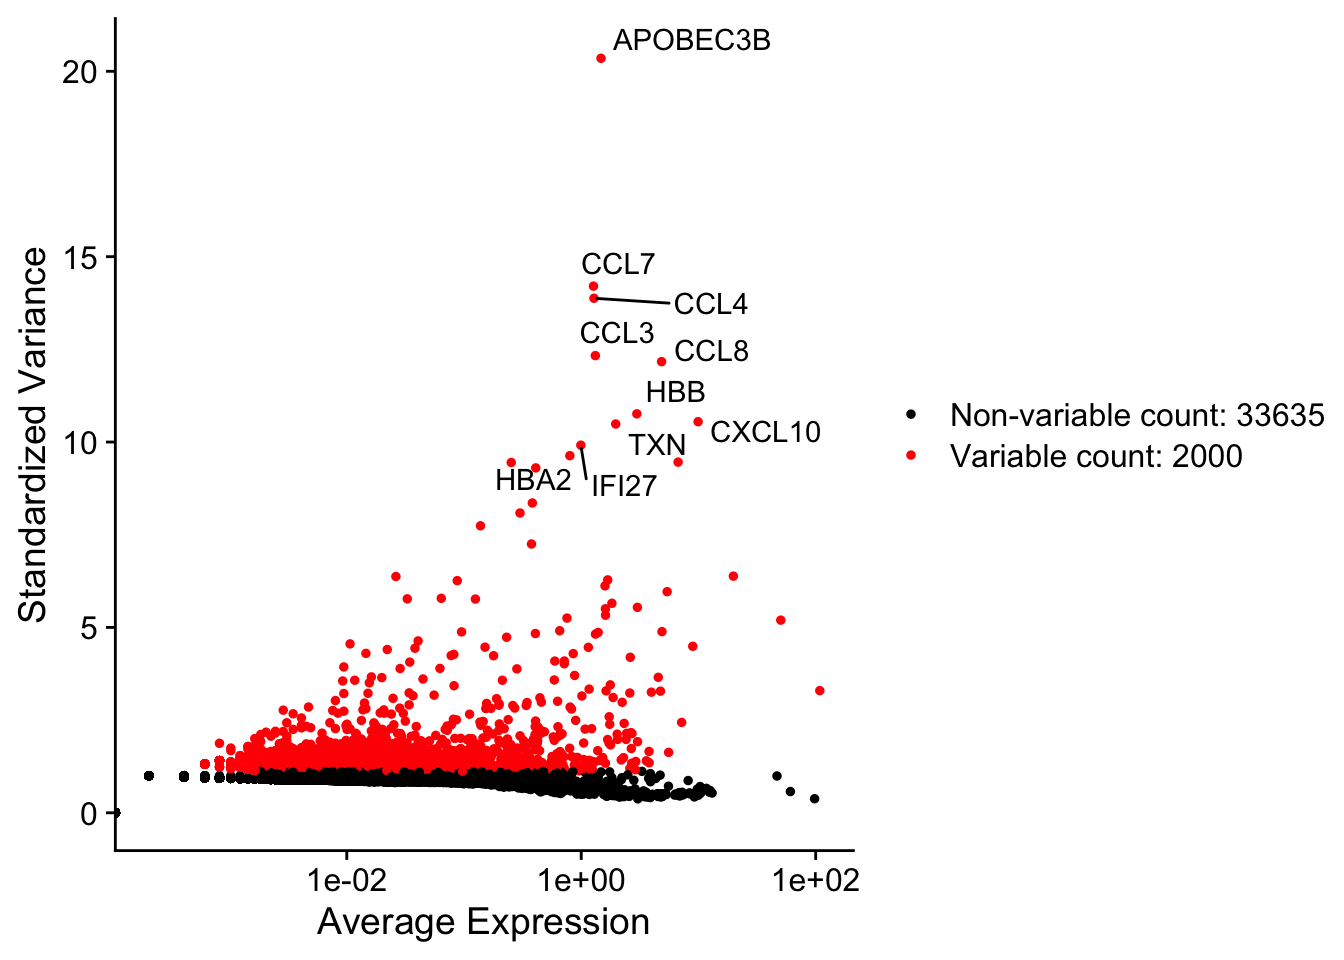 APOBEC3B
20
15
CCL7
CCL4
CCL3
CCL8
HBB
CXCL10
TXN
10
HBA2
IFI27
5
0
Standardized Variance
Non-variable count: 33635
Variable count: 2000
1e-02
1e+00
1e+02
Average Expression